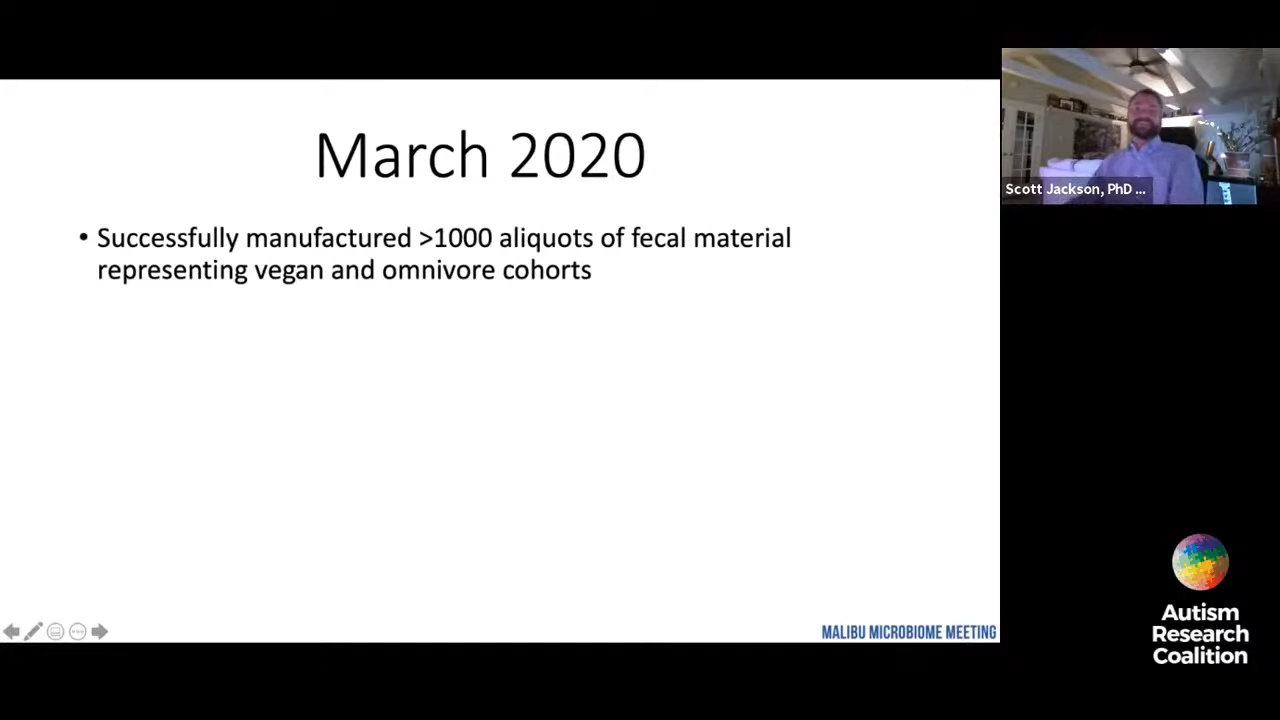 March 2020
• Successfully manufactured >1000 aliquots of fecal material
representing vegan and omnivore cohorts
MALIBU MICROBIOME MEETING
Scott Jackson, PhD ...
Autism
Research
Coalition